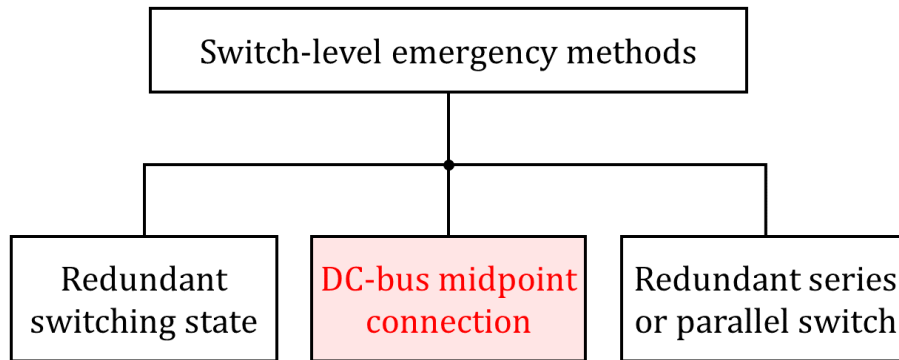 Switch-level emergency methods
Redundant
switching state
DC-bus midpoint
connection
Redundant series
or parallel switch